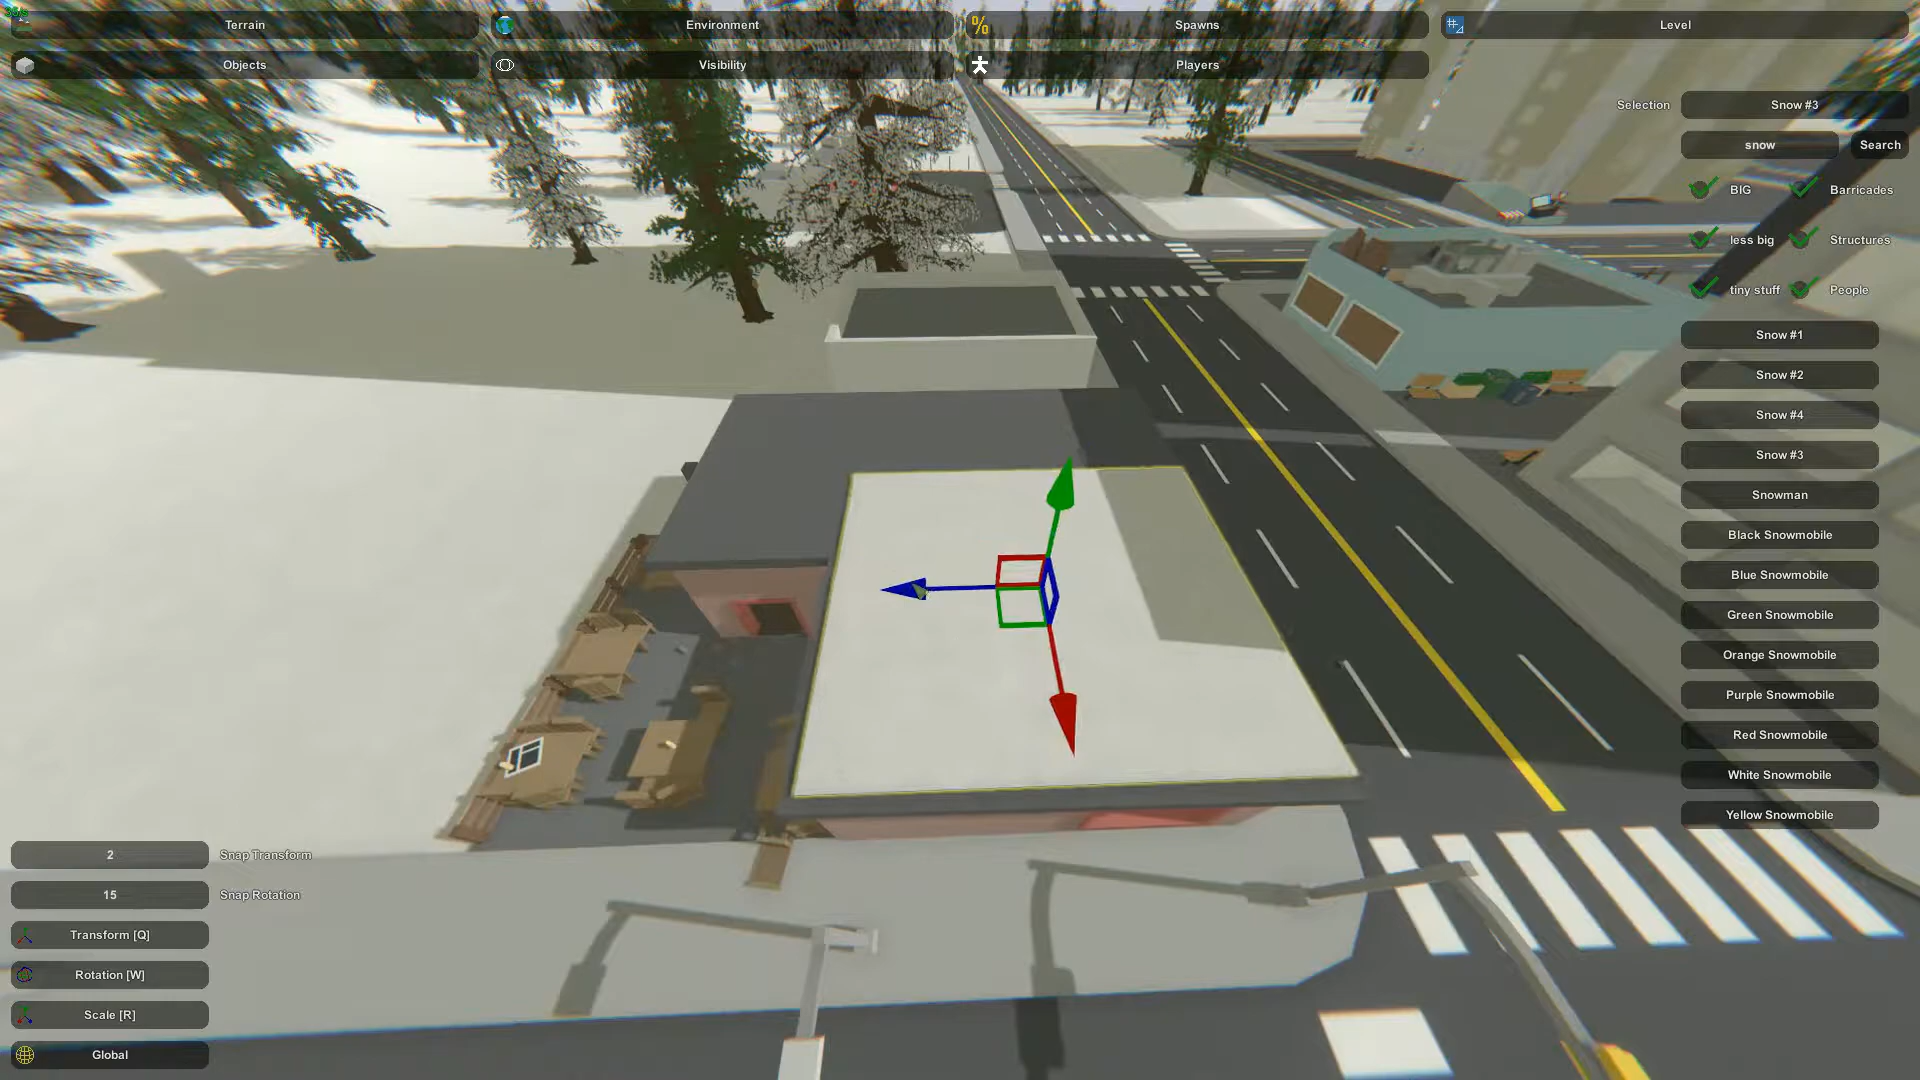 Terrain
Environment
Spawns
Level
Objects
Visibility
Players
Selection
Snow #3
snow
Search
BIG
Barricades
less big
Structures
tiny stuff
People
Snow #1
Snow #2
Snow #4
Snow #3
Snowman
Black Snowmobile
Blue Snowmobile
Green Snowmobile
Orange Snowmobile
Purple Snowmobile
Red Snowmobile
White Snowmobile
Yellow Snowmobile
2
Snap Transform
15
Snap Rotation
Transform [Q]
Rotation [W]
Scale [R]
Global